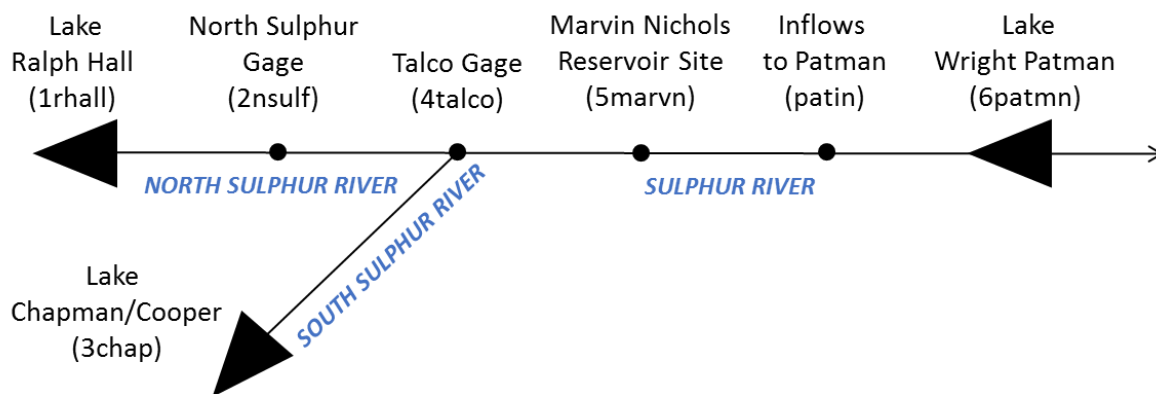 Lake
Ralph Hall
(1rhall)
North Sulphur
Gage
(2nsulf)
Talco Gage
(4talco)
Marvin Nichols
Reservoir Site
(5marvn)
Inflows
to Patman
(patin)
Lake
Wright Patman
(6patmn)
NORTH SULPHUR RIVER
SOUTH SULPHUR RIVER
SULPHUR RIVER
Lake
Chapman/Cooper
(3chap)